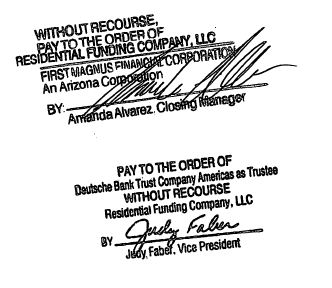 WITHOUT RECOURSE,
PAY TO THE ORDER OF
RESIDENTIAL FUNDING COMPANY, LLC
FIRST MAGNUS FINANCIAL CORPORATION
An Arizona Corporation
BY:
Amanda Alvarez, Closing Manager
PAY TO THE ORDER OF
Deutsche Bank Trust Company Americas as Trustee
WITHOUT RECOURSE
Residential Funding Company, LLC
BY Judy Faber
Judy Faber, Vice President